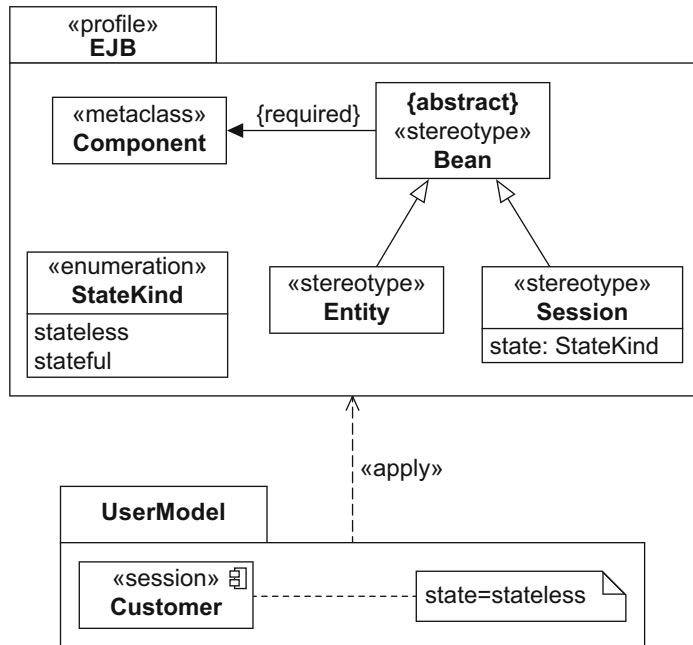 «profile»
EJB
«metaclass»
Component
{required}
{abstract}
«stereotype»
Bean
«enumeration»
StateKind
stateless
stateful
«stereotype»
Entity
«stereotype»
Session
state: StateKind
«apply»
UserModel
«session»
Customer
state=stateless